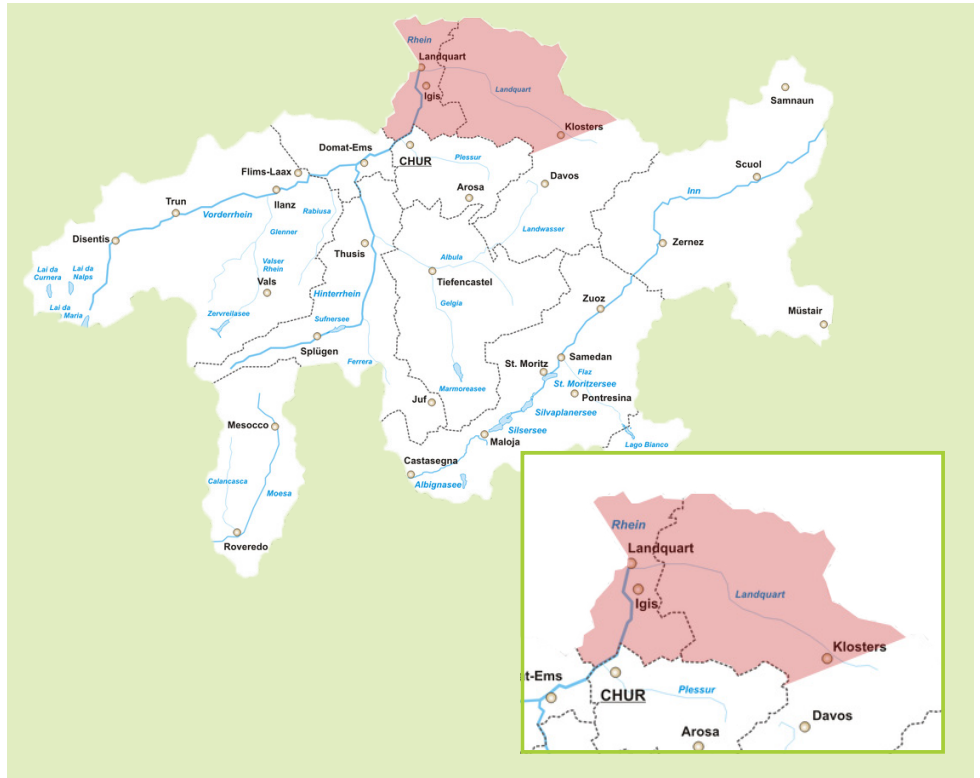 Rhein
Landquart
Igis
Landquart
Klosters
Samnaun
Domat-Ems
CHUR
Plessur
Scuol
Flims-Laax
Arosa
Davos
Inn
Trun
Ilanz
Rabiusa
Vorderrhein
Glenner
Landwasser
Disentis
Thusis
Zernez
Albula
Valser
Rhein
Tiefencastel
Lai da
Curnera
Lai da
Nalps
Vals
Hinterrhein
Gelgia
Zuoz
Lai da
Maria
Zervreilasee
Sufnersee
Müstair
Splügen
Ferrera
Samedan
St. Moritz
Flaz
St. Moritzersee
Marmoreasee
Pontresina
Juf
Silvaplanersee
Mesocco
Silsersee
Maloja
Lago Bianco
Castasegna
Calancasca
Moesa
Albignasee
Roveredo
Rhein
Landquart
Igis
Landquart
Klosters
t-Ems
CHUR
Plessur
Davos
Arosa